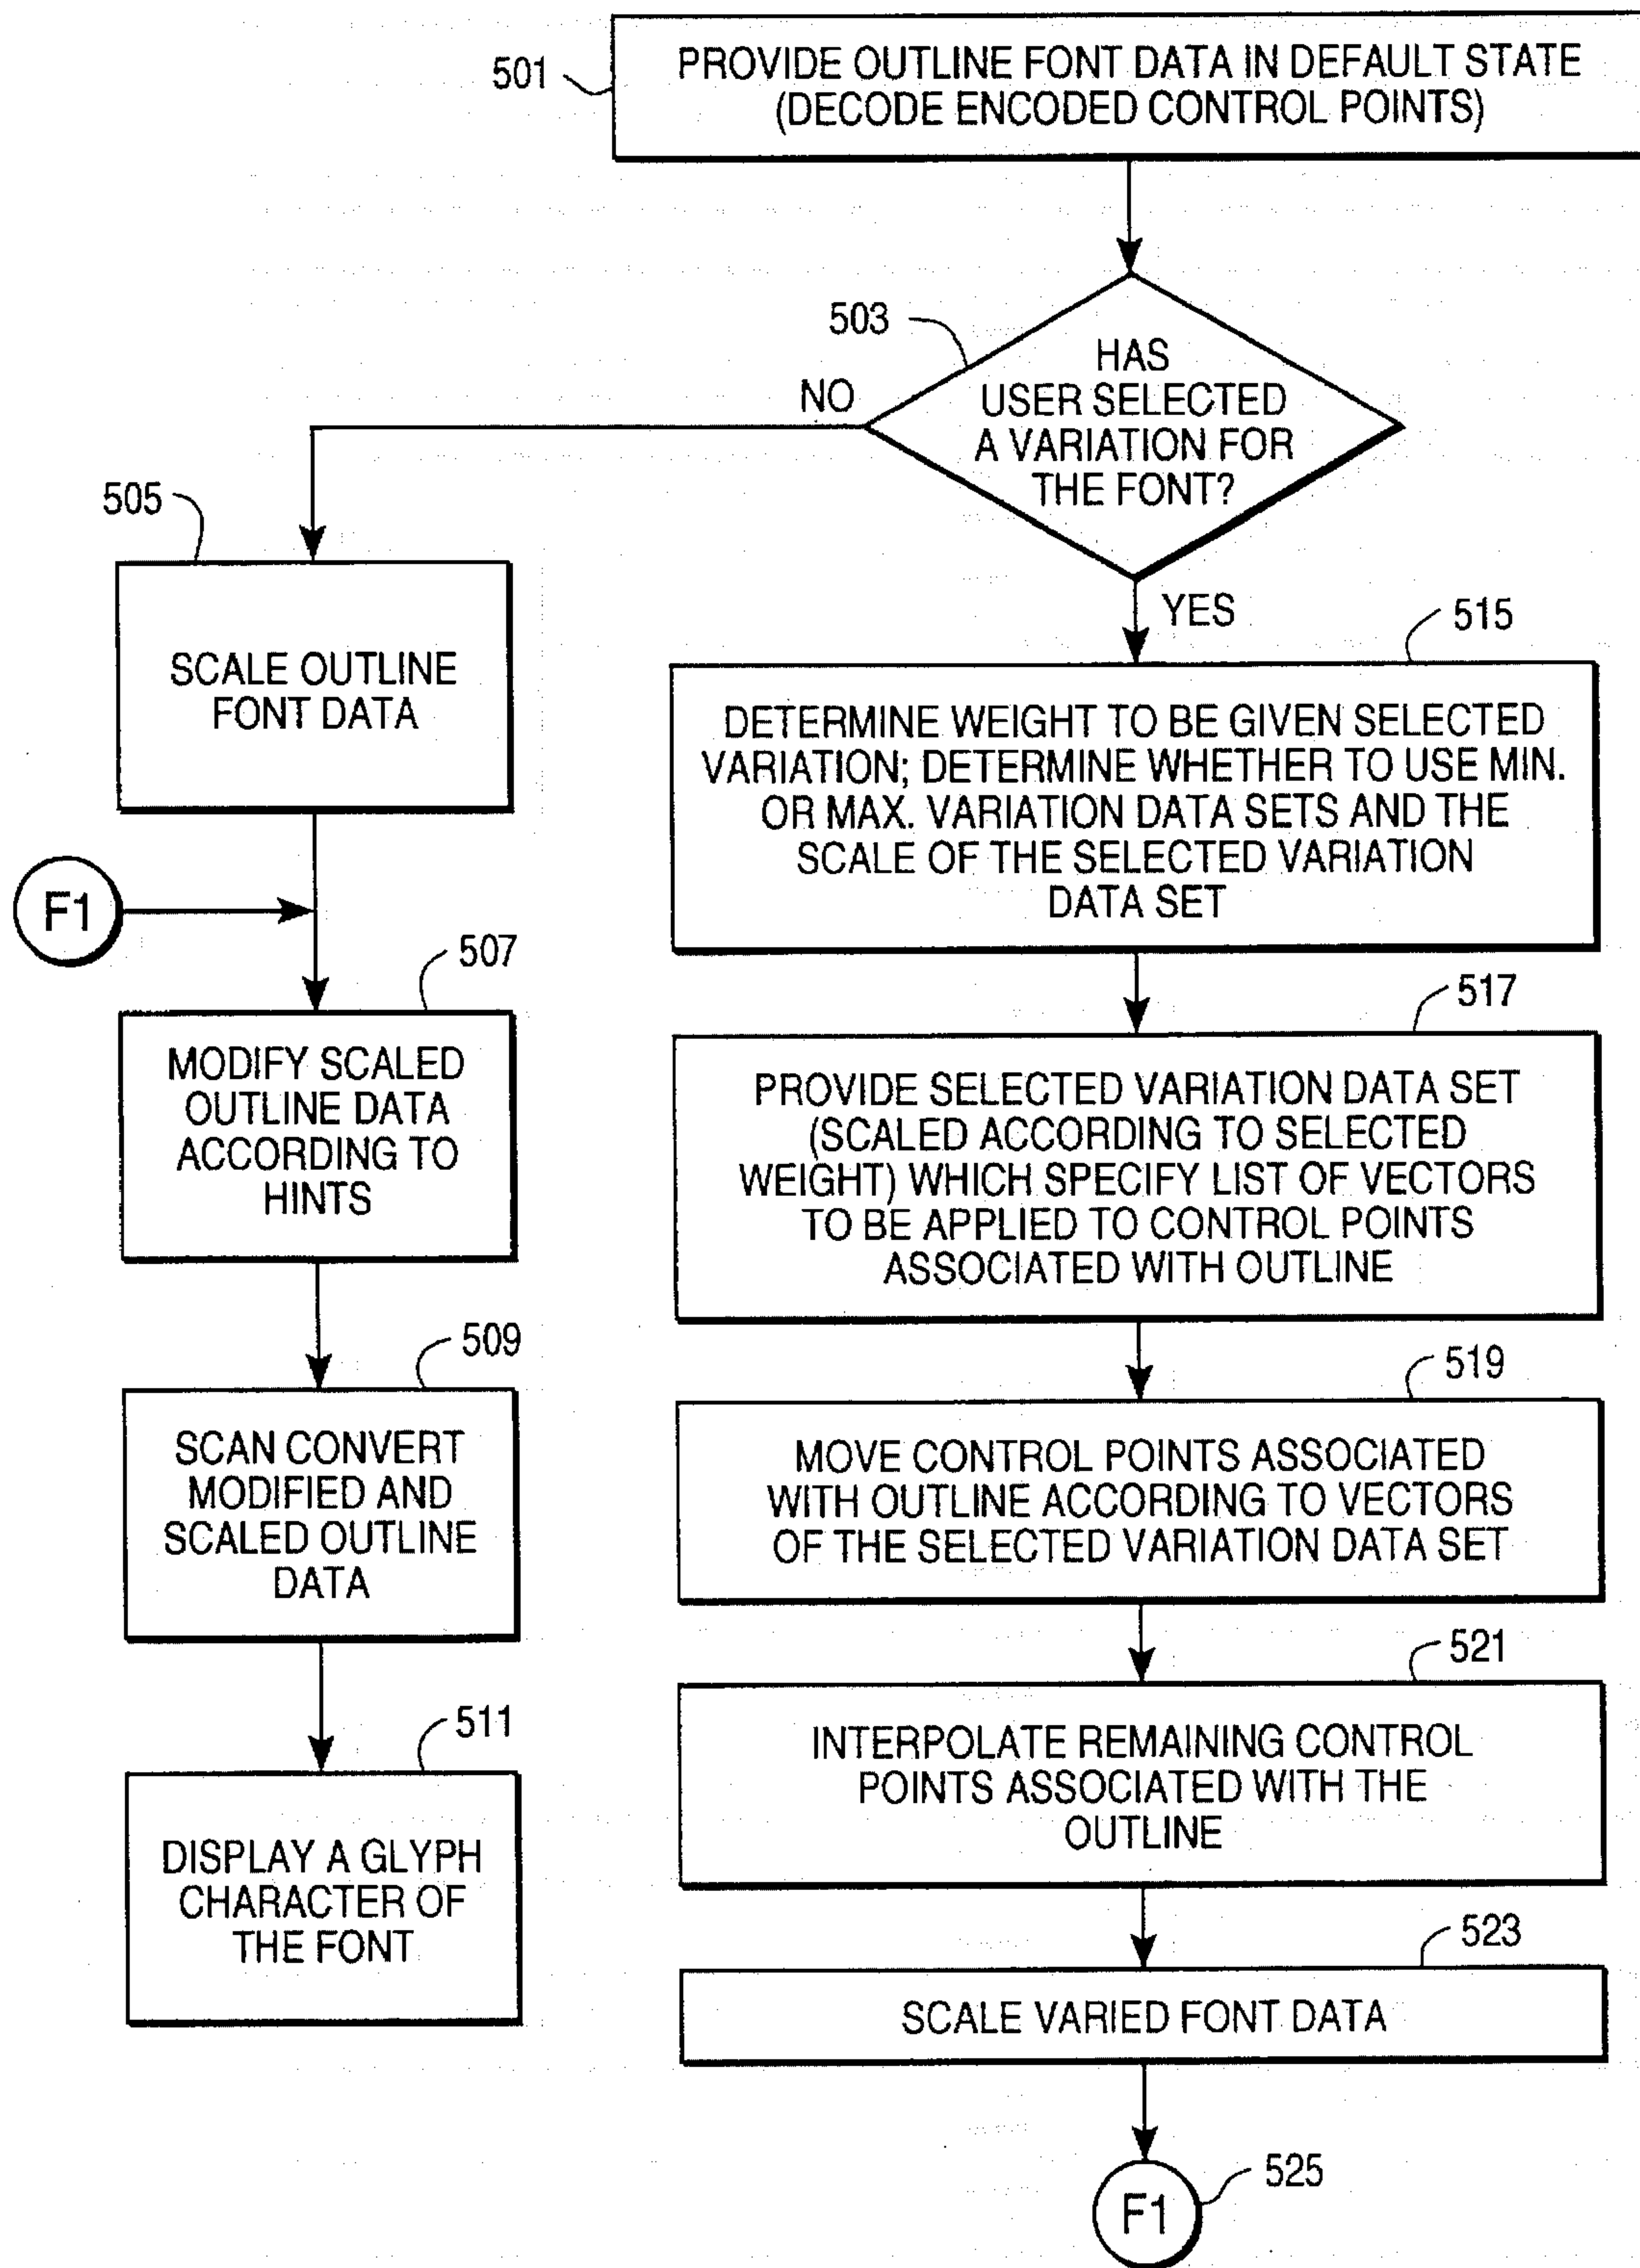 501
PROVIDE OUTLINE FONT DATA IN DEFAULT STATE
(DECODE ENCODED CONTROL POINTS)
503
HAS
USER SELECTED
A VARIATION FOR
THE FONT?
NO
YES
505
SCALE OUTLINE
FONT DATA
F1
507
MODIFY SCALED
OUTLINE DATA
ACCORDING TO
HINTS
509
SCAN CONVERT
MODIFIED AND
SCALED OUTLINE
DATA
511
DISPLAY A GLYPH
CHARACTER OF
THE FONT
515
DETERMINE WEIGHT TO BE GIVEN SELECTED
VARIATION; DETERMINE WHETHER TO USE MIN.
OR MAX. VARIATION DATA SETS AND THE
SCALE OF THE SELECTED VARIATION
DATA SET
517
PROVIDE SELECTED VARIATION DATA SET
(SCALED ACCORDING TO SELECTED
WEIGHT) WHICH SPECIFY LIST OF VECTORS
TO BE APPLIED TO CONTROL POINTS
ASSOCIATED WITH OUTLINE
519
MOVE CONTROL POINTS ASSOCIATED
WITH OUTLINE ACCORDING TO VECTORS
OF THE SELECTED VARIATION DATA SET
521
INTERPOLATE REMAINING CONTROL
POINTS ASSOCIATED WITH THE
OUTLINE
523
SCALE VARIED FONT DATA
525
F1